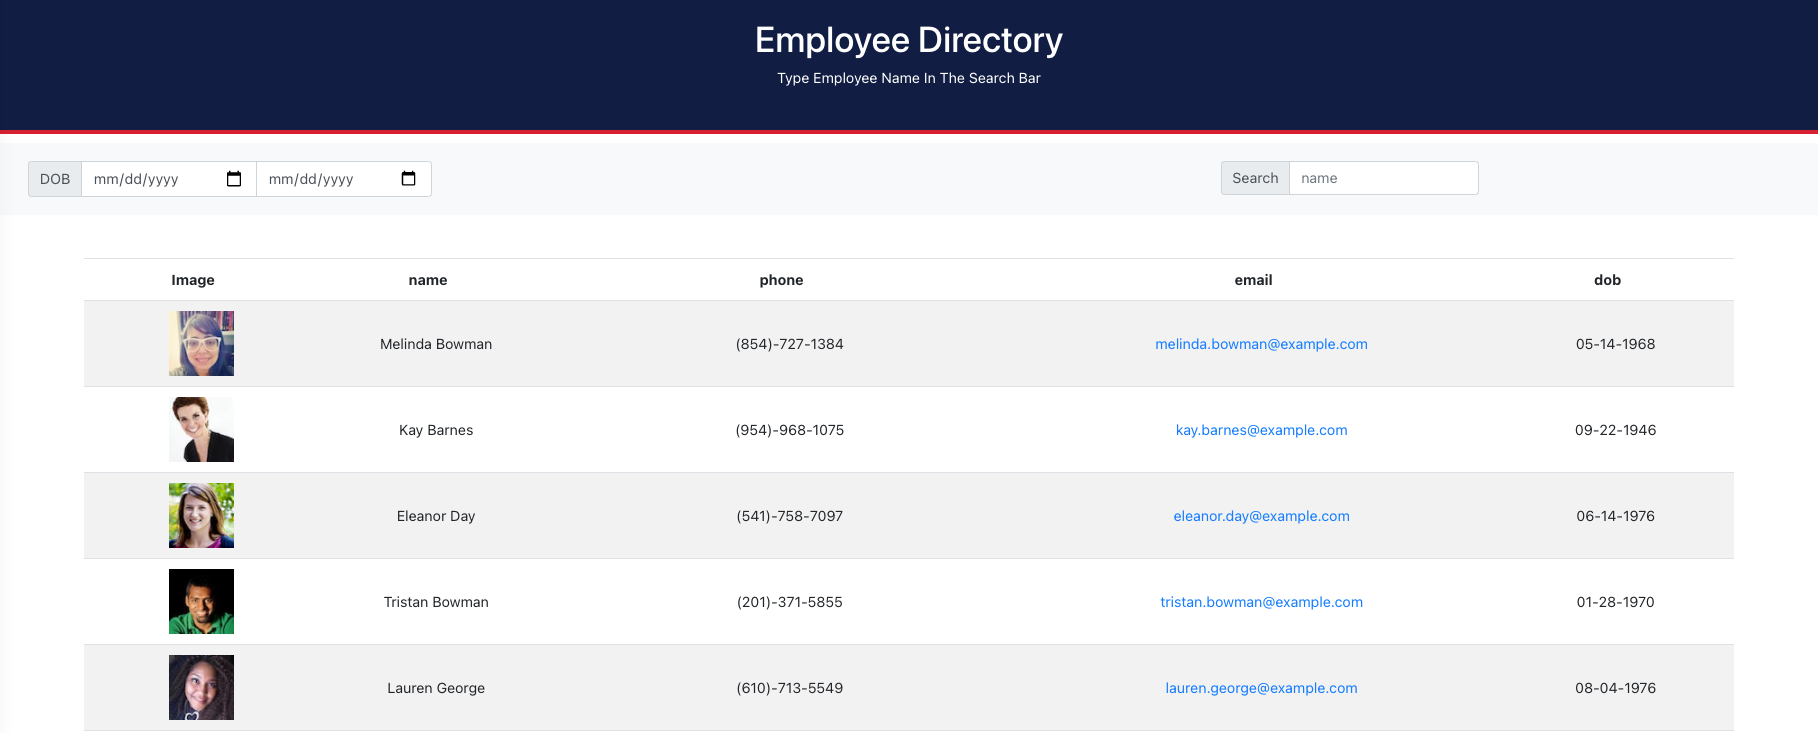 Employee Directory
Type Employee Name In The Search Bar
DOB mm/dd/yyyy mm/dd/yyyy Search name
Image name phone email dob
Melinda Bowman (854)-727-1384 melinda.bowman@example.com 05-14-1968
Kay Barnes (954)-968-1075 kay.barnes@example.com 09-22-1946
Eleanor Day (541)-758-7097 eleanor.day@example.com 06-14-1976
Tristan Bowman (201)-371-5855 tristan.bowman@example.com 01-28-1970
Lauren George (610)-713-5549 lauren.george@example.com 08-04-1976